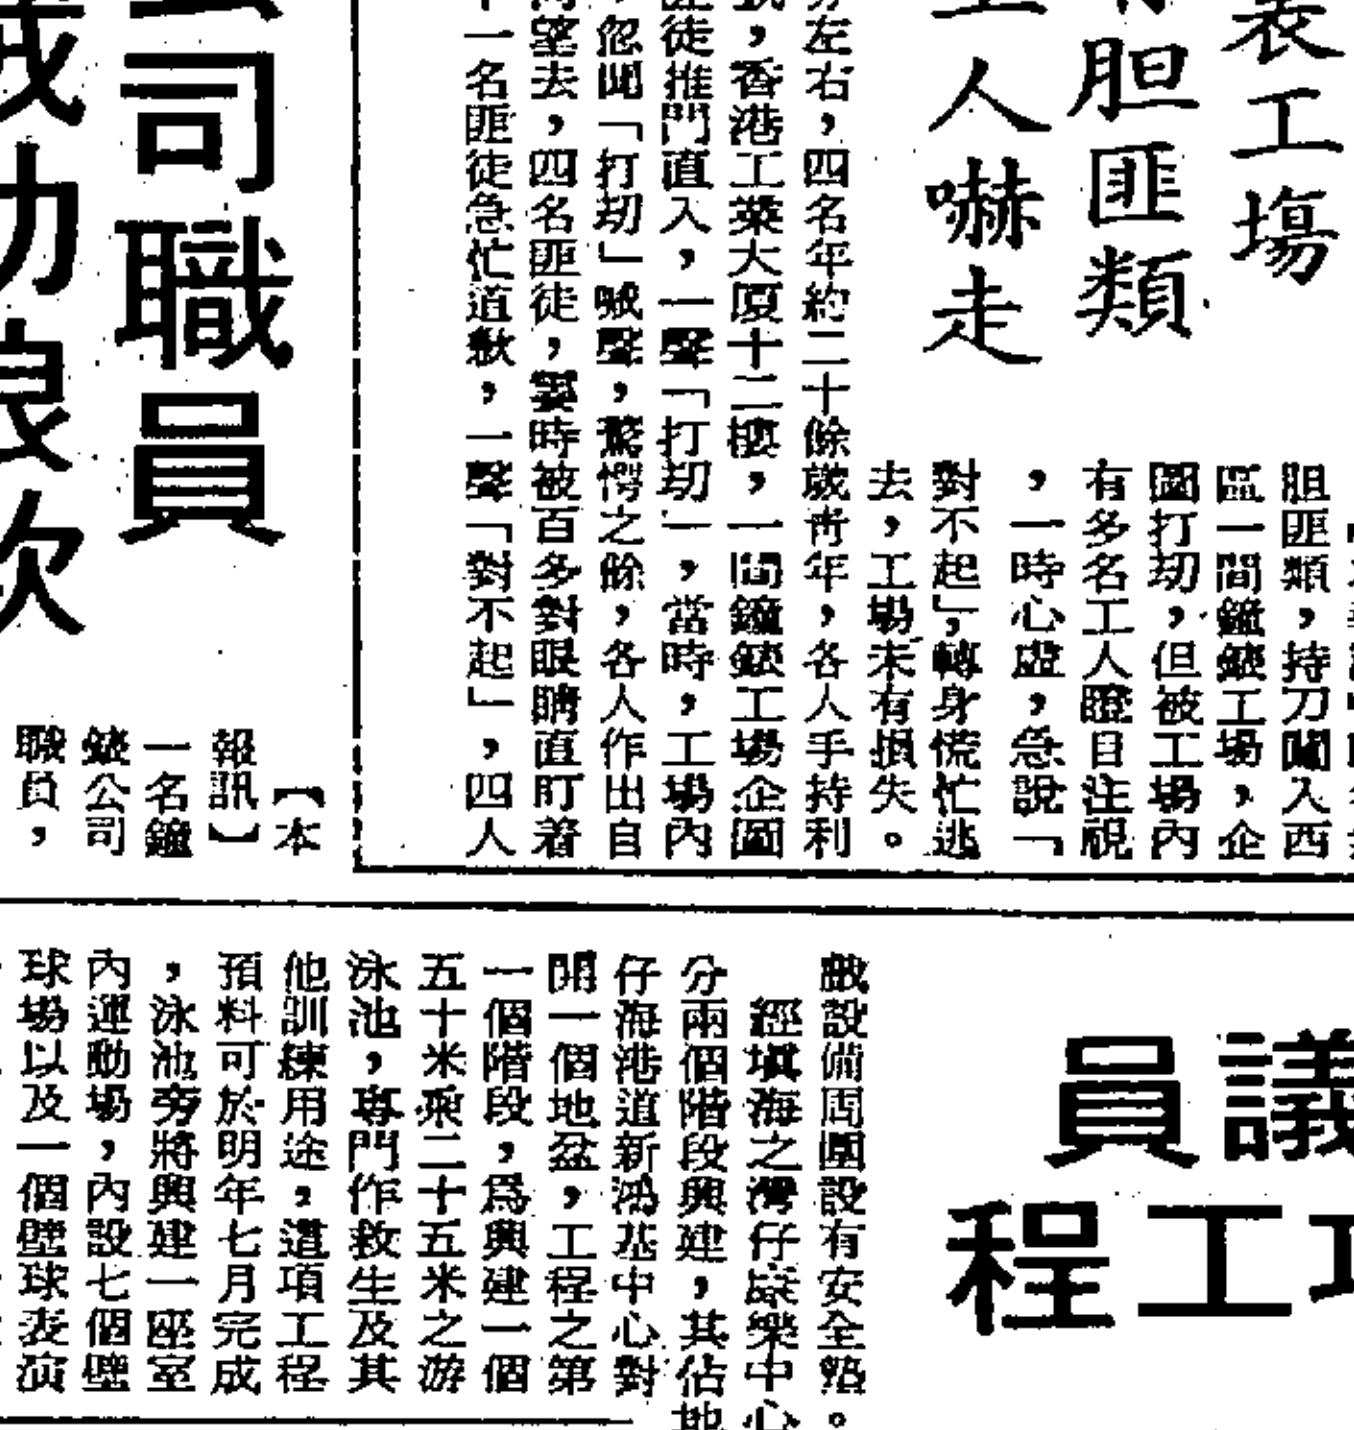 裝工場
胆匪類
人嚇走
胆匪類，持刀闖入西
區一間鐘錶工場，企
圖打刧，但被工場內
有多名工人瞪目注視
，一時心虛，急說「
對不起」，轉身慌忙逃
去，工場未有損失。
左右，四名年約二十餘歲靑年，各人手持利
，香港工業大厦十二樓，一間鐘錶工場企圖
徒推門直入，一聲「打刧」，當時，工場內
，忽聞「打刧」喊聲，驚愕之餘，各人作出自
望去，四名匪徒，霎時被百多對眼睛直盯着
一名匪徒急忙道歉，一聲「對不起」，四人
司職員
【本
報訊】
一名鐘
錶公司
職員，
議
員
工程
戲設備周圍設有安全墊。
經塡海之灣仔康樂中心
分兩個階段興建，其佔地
仔海港道新鴻基中心對
開一個地盆，工程之第
一個階段，爲興建一個
五十米乘二十五米之游
泳池，專門作救生及其
他訓練用途，這項工程
預料可於明年七月完成
，泳池旁將興建一座室
內運動場，內設七個壁
球場以及一個壁球表演